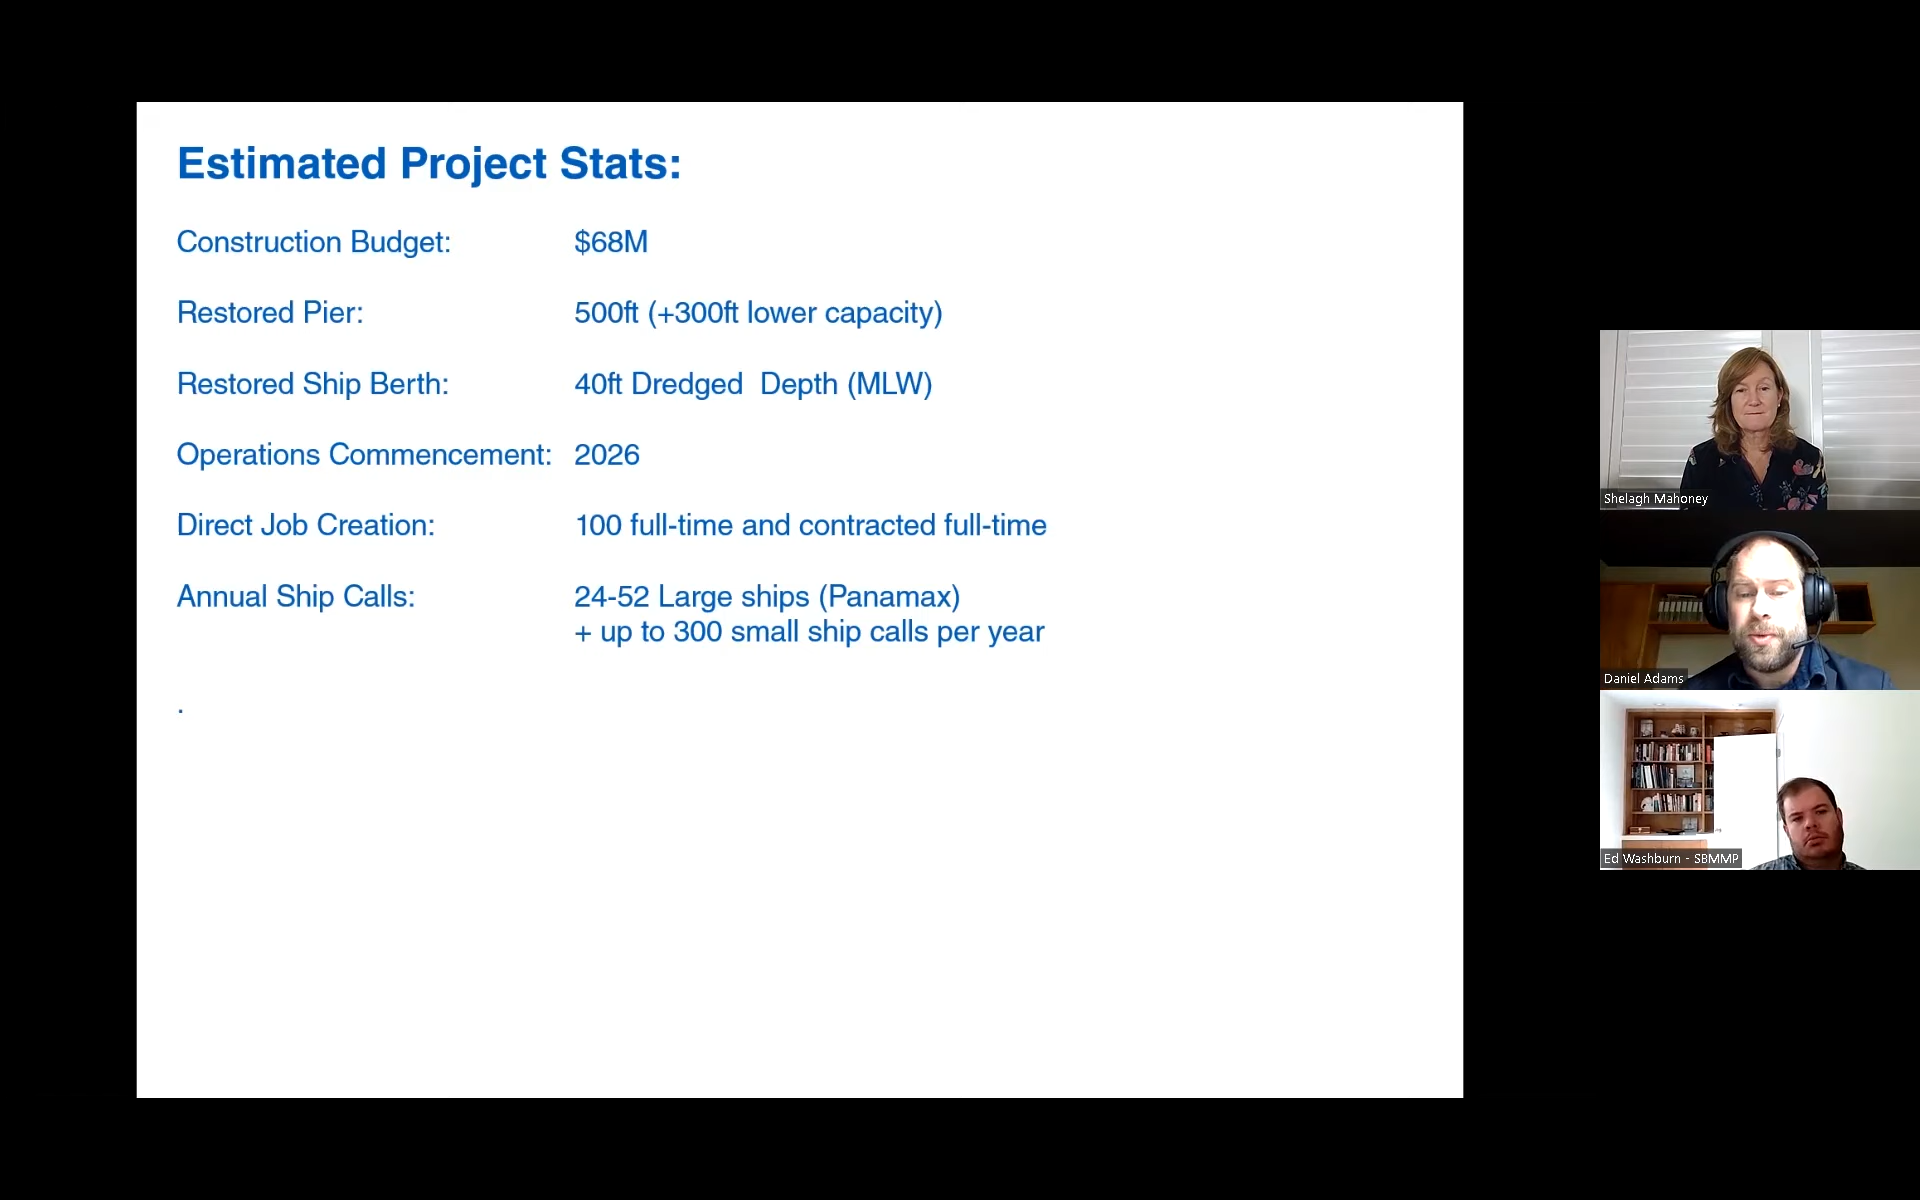 Estimated Project Stats:
Construction Budget: $68M
Restored Pier: 500ft (+300ft lower capacity)
Restored Ship Berth: 40ft Dredged  Depth (MLW)
Operations Commencement: 2026
Direct Job Creation: 100 full-time and contracted full-time
Annual Ship Calls: 24-52 Large ships (Panamax)
+ up to 300 small ship calls per year
.
Shelagh Mahoney
Daniel Adams
Ed Washburn - SBMMP